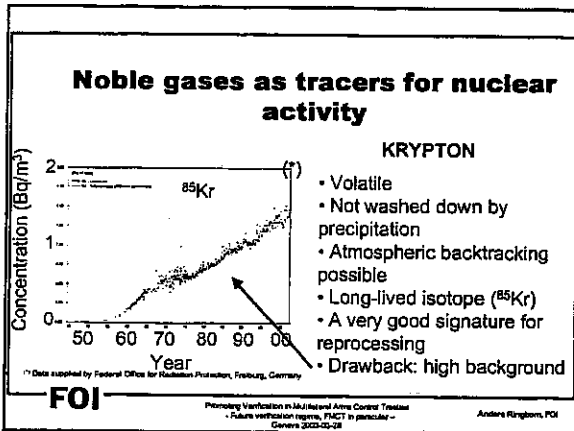 Noble gases as tracers for nuclear
activity
Concentration (Bq/m³)
2
1
0
⁸⁵Kr
(*)
50 60 70 80 90 00
Year
KRYPTON
• Volatile
• Not washed down by
precipitation
• Atmospheric backtracking
possible
• Long-lived isotope (⁸⁵Kr)
• A very good signature for
reprocessing
• Drawback: high background
(*) Data supplied by Federal Office for Radiation Protection, Freiburg, Germany
FOI
Promoting Verification in Multilateral Arms Control Treaties
- Future verification regime, FMCT in particular –
Geneva 2003-03-28
Anders Ringbom, FOI